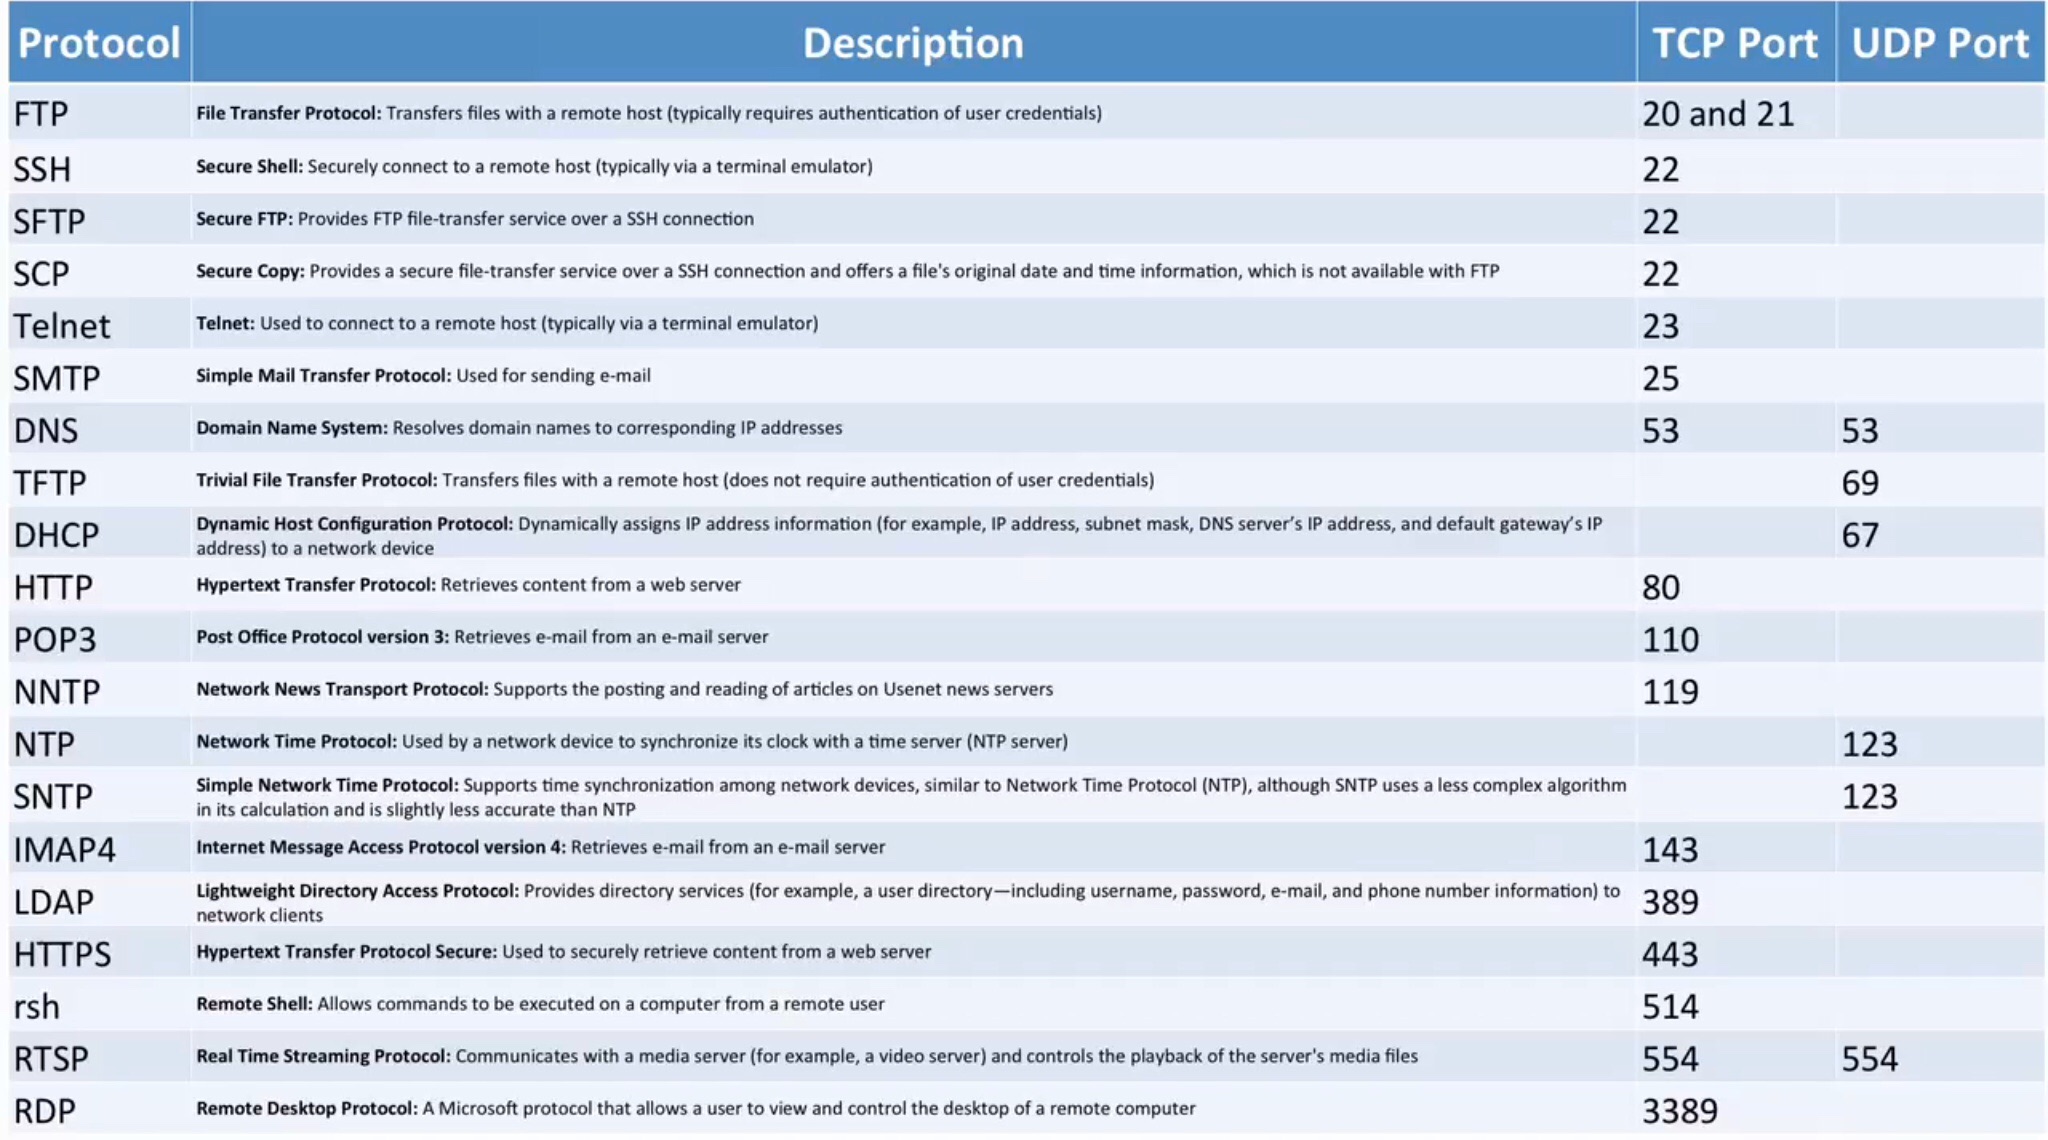 Protocol Description TCP Port UDP Port
FTP File Transfer Protocol: Transfers files with a remote host (typically requires authentication of user credentials) 20 and 21
SSH Secure Shell: Securely connect to a remote host (typically via a terminal emulator) 22
SFTP Secure FTP: Provides FTP file-transfer service over a SSH connection 22
SCP Secure Copy: Provides a secure file-transfer service over a SSH connection and offers a file's original date and time information, which is not available with FTP 22
Telnet Telnet: Used to connect to a remote host (typically via a terminal emulator) 23
SMTP Simple Mail Transfer Protocol: Used for sending e-mail 25
DNS Domain Name System: Resolves domain names to corresponding IP addresses 53 53
TFTP Trivial File Transfer Protocol: Transfers files with a remote host (does not require authentication of user credentials) 69
DHCP Dynamic Host Configuration Protocol: Dynamically assigns IP address information (for example, IP address, subnet mask, DNS server’s IP address, and default gateway’s IP
address) to a network device 67
HTTP Hypertext Transfer Protocol: Retrieves content from a web server 80
POP3 Post Office Protocol version 3: Retrieves e-mail from an e-mail server 110
NNTP Network News Transport Protocol: Supports the posting and reading of articles on Usenet news servers 119
NTP Network Time Protocol: Used by a network device to synchronize its clock with a time server (NTP server) 123
SNTP Simple Network Time Protocol: Supports time synchronization among network devices, similar to Network Time Protocol (NTP), although SNTP uses a less complex algorithm
in its calculation and is slightly less accurate than NTP 123
IMAP4 Internet Message Access Protocol version 4: Retrieves e-mail from an e-mail server 143
LDAP Lightweight Directory Access Protocol: Provides directory services (for example, a user directory—including username, password, e-mail, and phone number information) to
network clients 389
HTTPS Hypertext Transfer Protocol Secure: Used to securely retrieve content from a web server 443
rsh Remote Shell: Allows commands to be executed on a computer from a remote user 514
RTSP Real Time Streaming Protocol: Communicates with a media server (for example, a video server) and controls the playback of the server's media files 554 554
RDP Remote Desktop Protocol: A Microsoft protocol that allows a user to view and control the desktop of a remote computer 3389